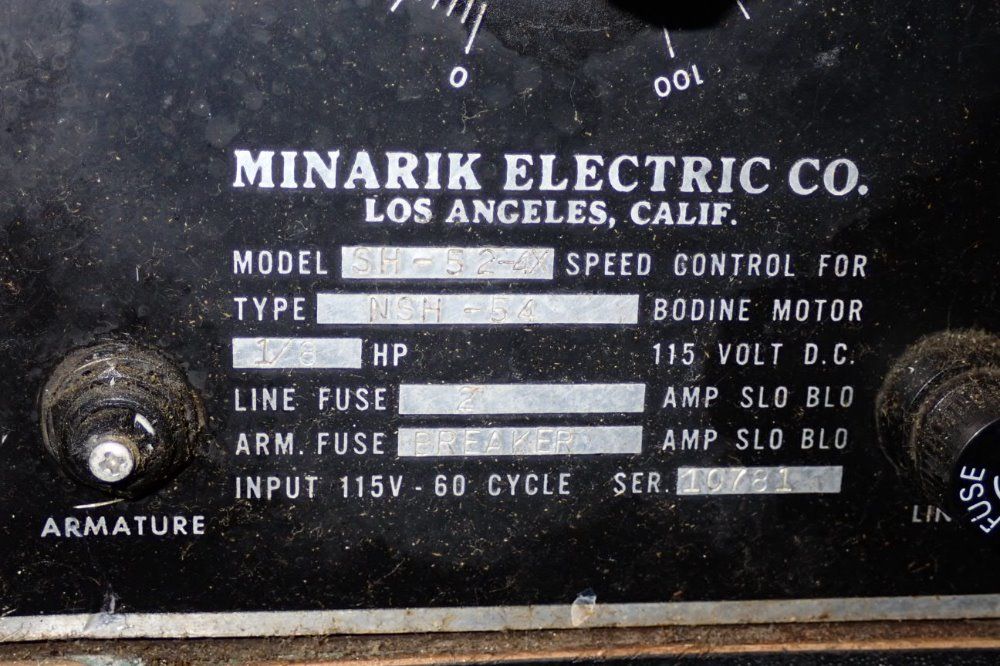 0
100
MINARIK ELECTRIC CO.
LOS ANGELES, CALIF.
MODEL SH-52-4X SPEED CONTROL FOR
TYPE NSH-54 BODINE MOTOR
1/8 HP 115 VOLT D.C.
LINE FUSE 2 AMP SLO BLO
ARM. FUSE BREAKER AMP SLO BLO
INPUT 115V-60 CYCLE SER. 10781
ARMATURE
FUSE